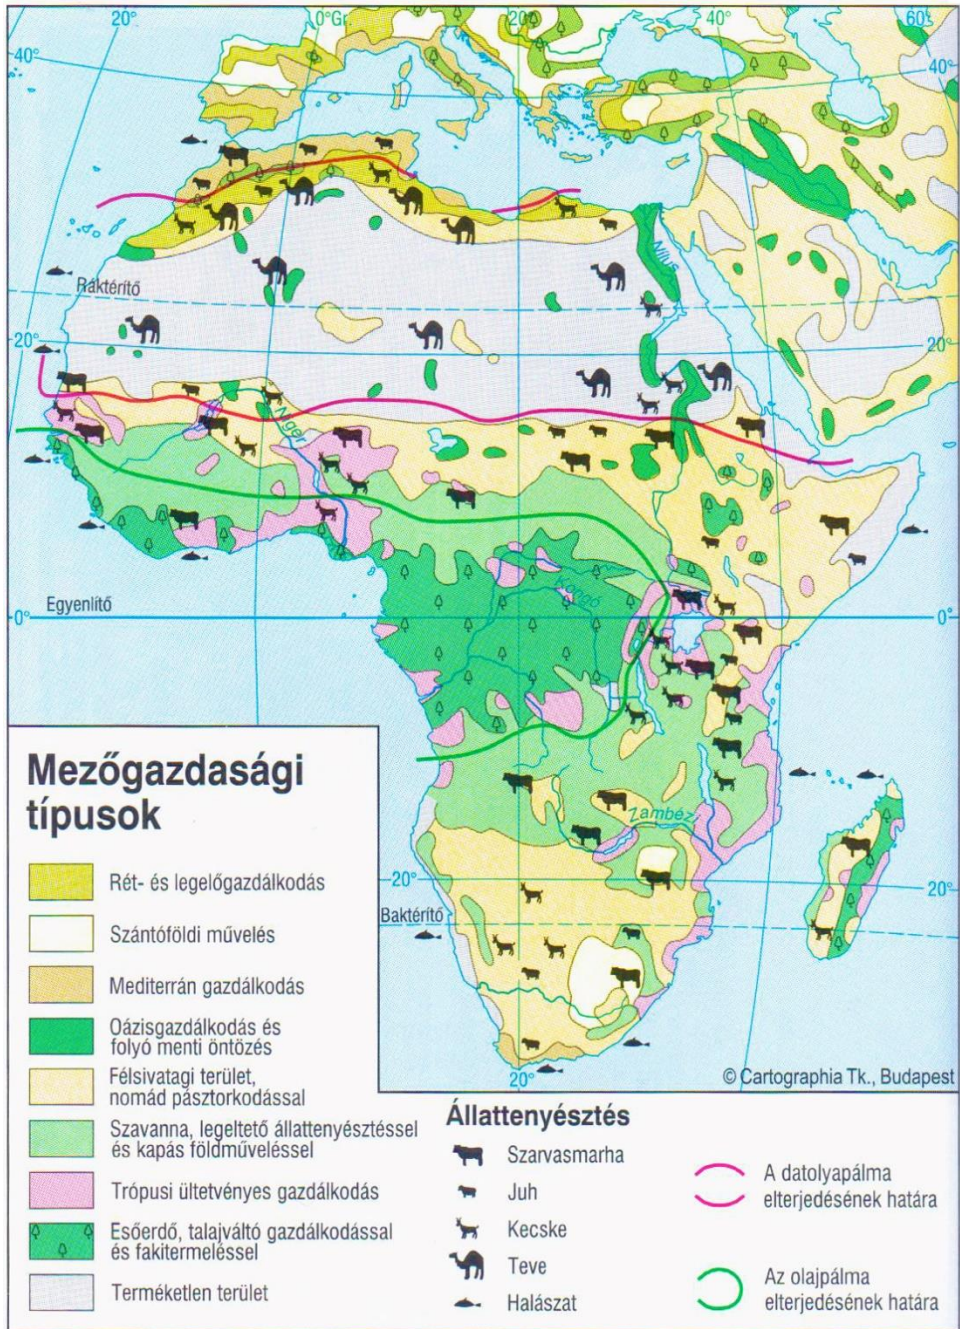 20°
0°Gr.
20°
40°
60°
40°
40°
Nílus
Ráktérítő
20°
20°
Niger
Kongó
Egyenlítő
0°
0°
Zambézi
20°
20°
Baktérítő
20°
© Cartographia Tk., Budapest
Mezőgazdasági
típusok
Rét- és legelőgazdálkodás
Szántóföldi művelés
Mediterrán gazdálkodás
Oázisgazdálkodás és
folyó menti öntözés
Félsivatagi terület,
nomád pásztorkodással
Szavanna, legeltető állattenyésztéssel
és kapás földműveléssel
Trópusi ültetvényes gazdálkodás
Esőerdő, talajváltó gazdálkodással
és fakitermeléssel
Terméketlen terület
Állattenyésztés
Szarvasmarha
Juh
Kecske
Teve
Halászat
A datolyapálma
elterjedésének határa
Az olajpálma
elterjedésének határa